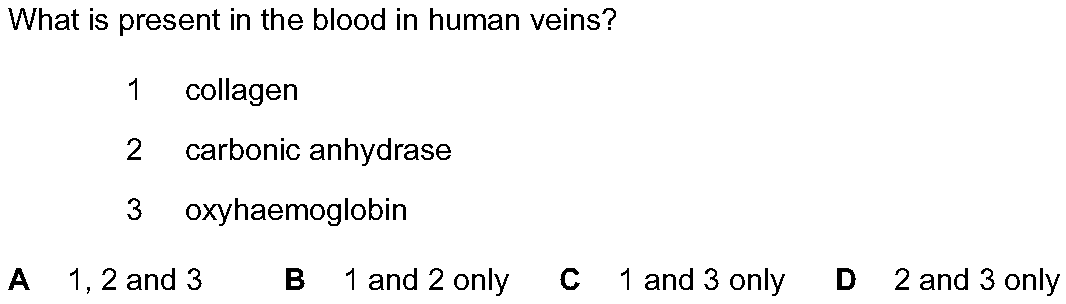 What is present in the blood in human veins?
1 collagen
2 carbonic anhydrase
3 oxyhaemoglobin
A 1, 2 and 3 B 1 and 2 only C 1 and 3 only D 2 and 3 only